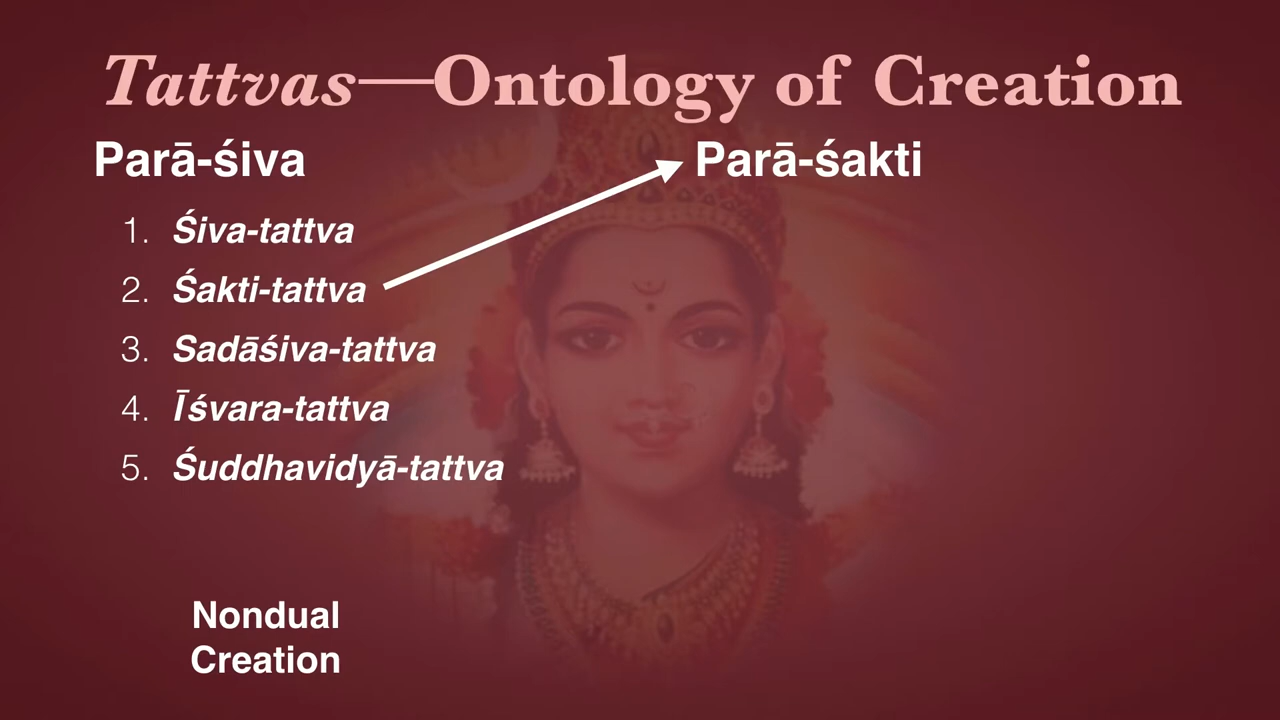 Tattvas—Ontology of Creation
Parā-śiva
Parā-śakti
1. Śiva-tattva
2. Śakti-tattva
3. Sadāśiva-tattva
4. Īśvara-tattva
5. Śuddhavidyā-tattva
Nondual
Creation